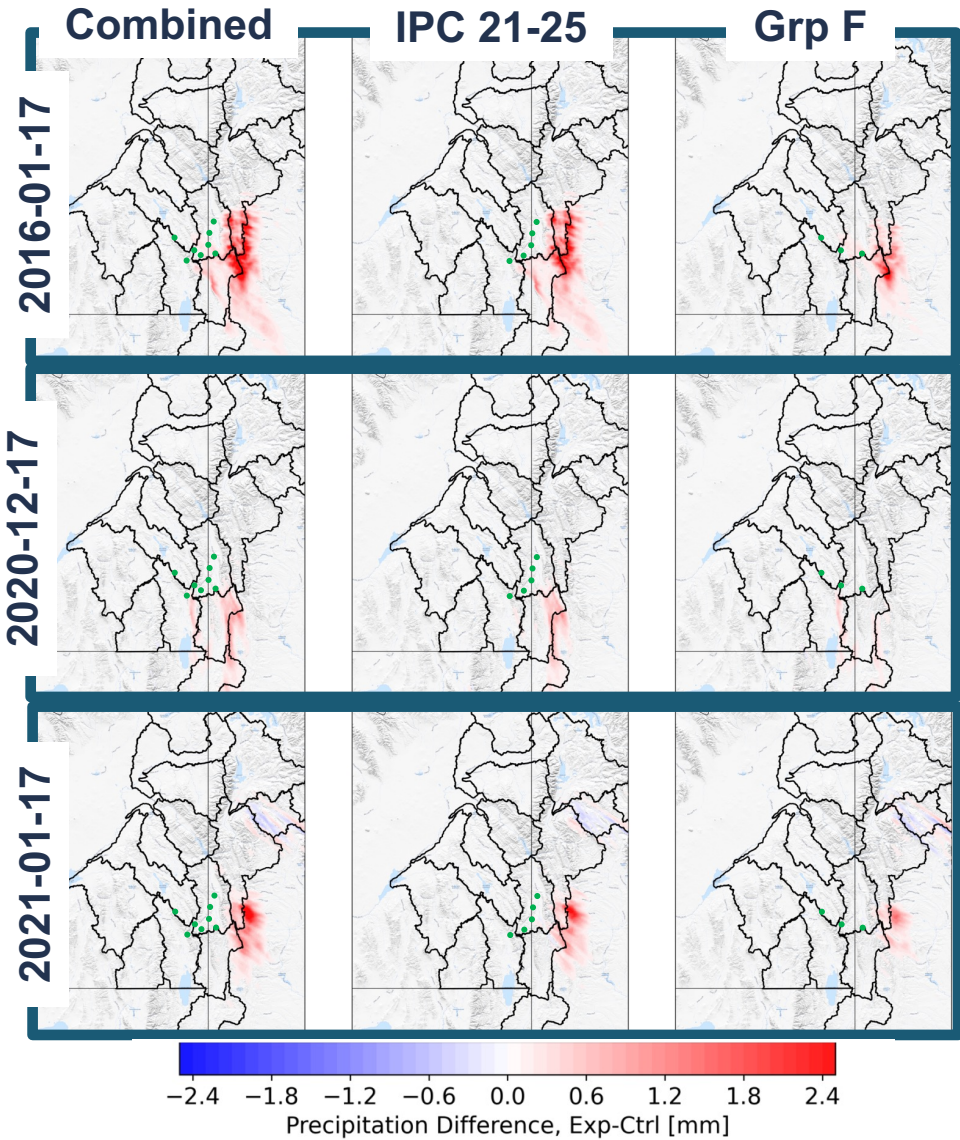 Combined
IPC 21-25
Grp F
2016-01-17
2020-12-17
2021-01-17
−2.4 −1.8 −1.2 −0.6 0.0 0.6 1.2 1.8 2.4
Precipitation Difference, Exp-Ctrl [mm]